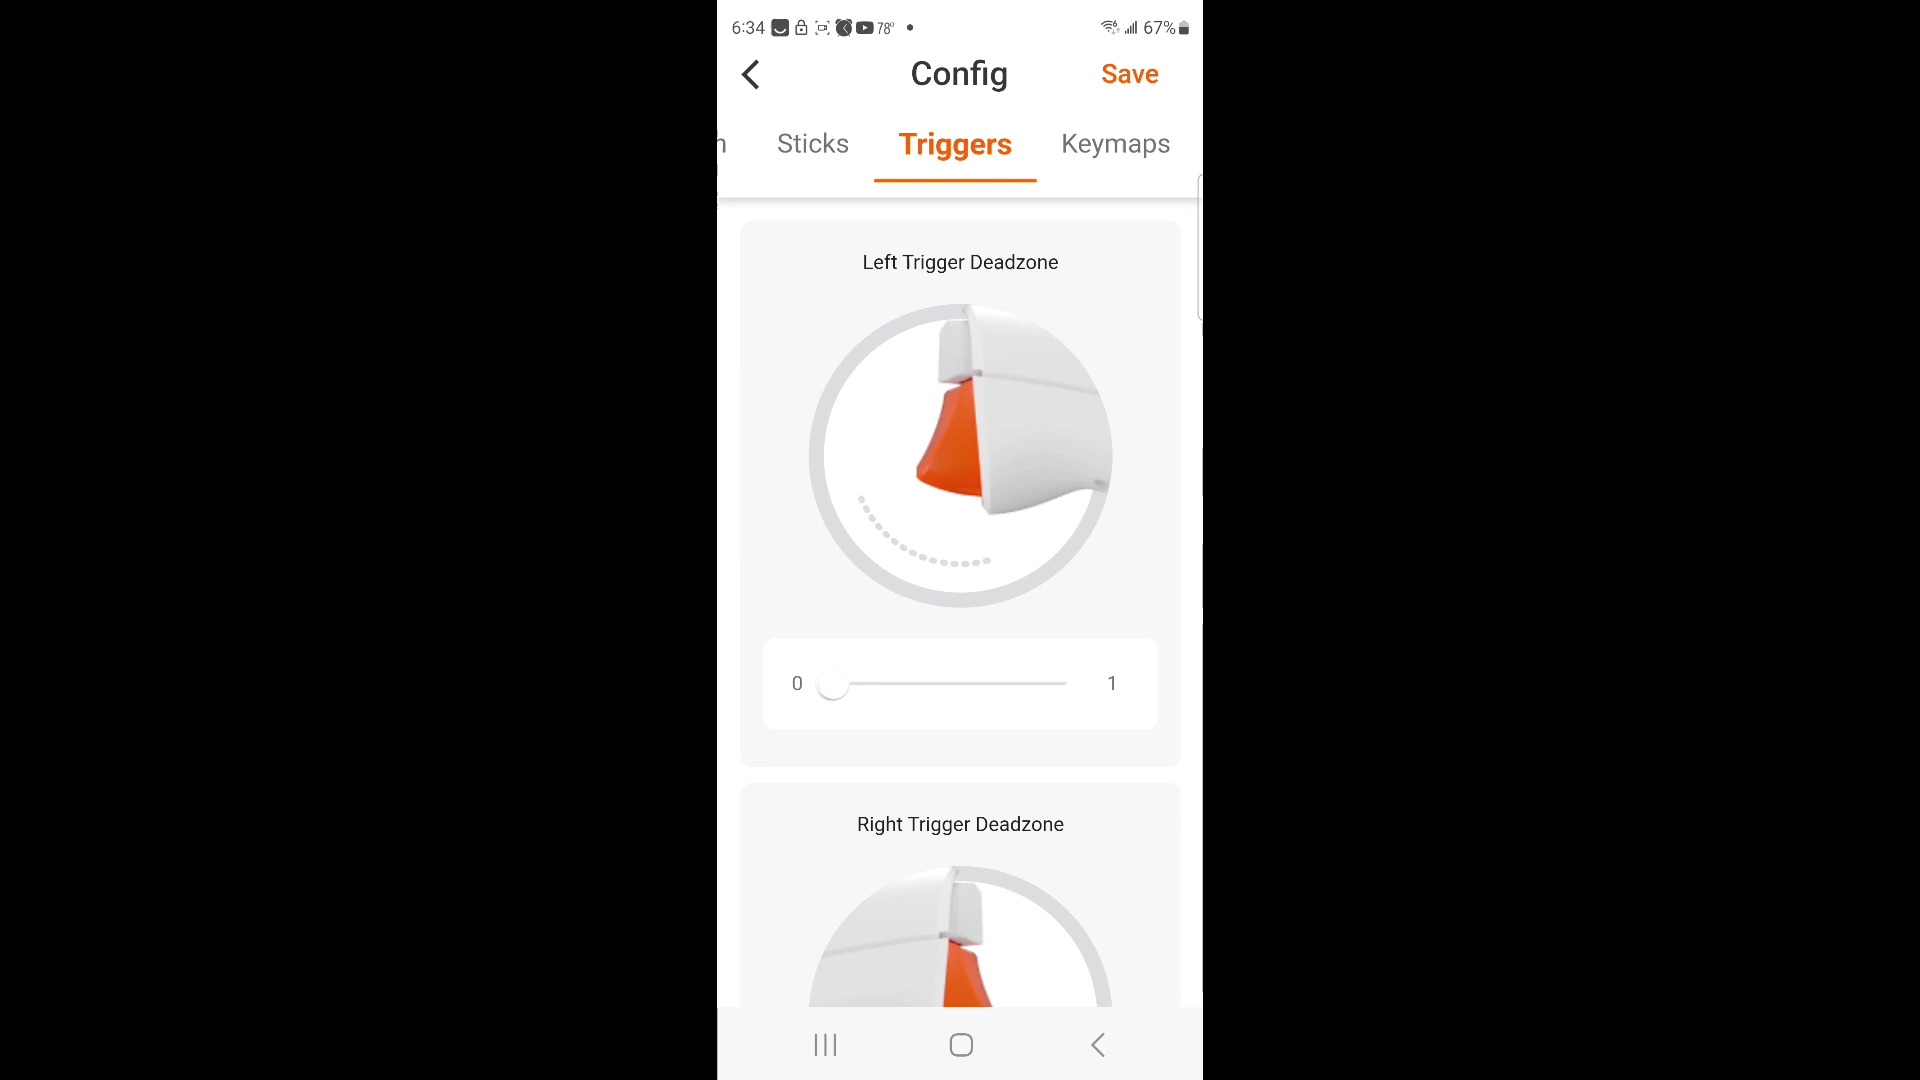 6:34 78° 67%
Config Save
Sticks Triggers Keymaps
Left Trigger Deadzone
0 1
Right Trigger Deadzone